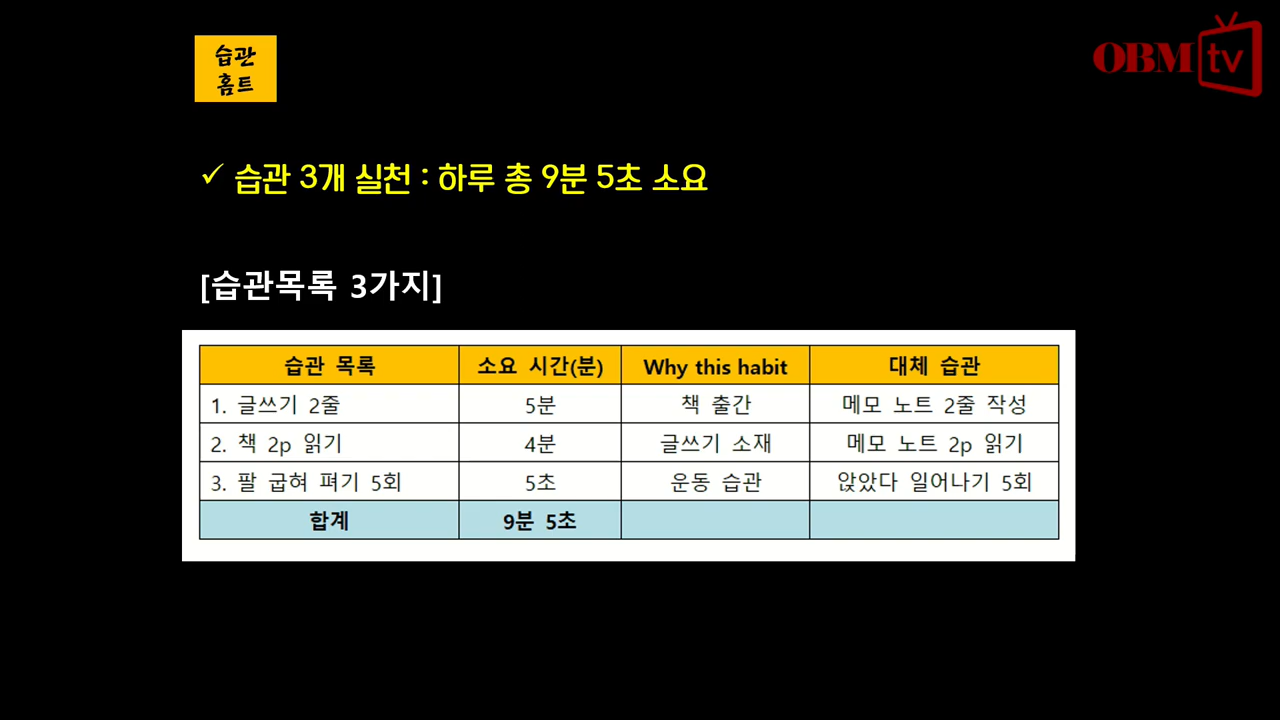 습관
홈트
OBM tv
✓ 습관 3개 실천 : 하루 총 9분 5초 소요
[습관목록 3가지]
습관 목록 소요 시간(분) Why this habit 대체 습관
1. 글쓰기 2줄 5분 책 출간 메모 노트 2줄 작성
2. 책 2p 읽기 4분 글쓰기 소재 메모 노트 2p 읽기
3. 팔 굽혀 펴기 5회 5초 운동 습관 앉았다 일어나기 5회
합계 9분 5초